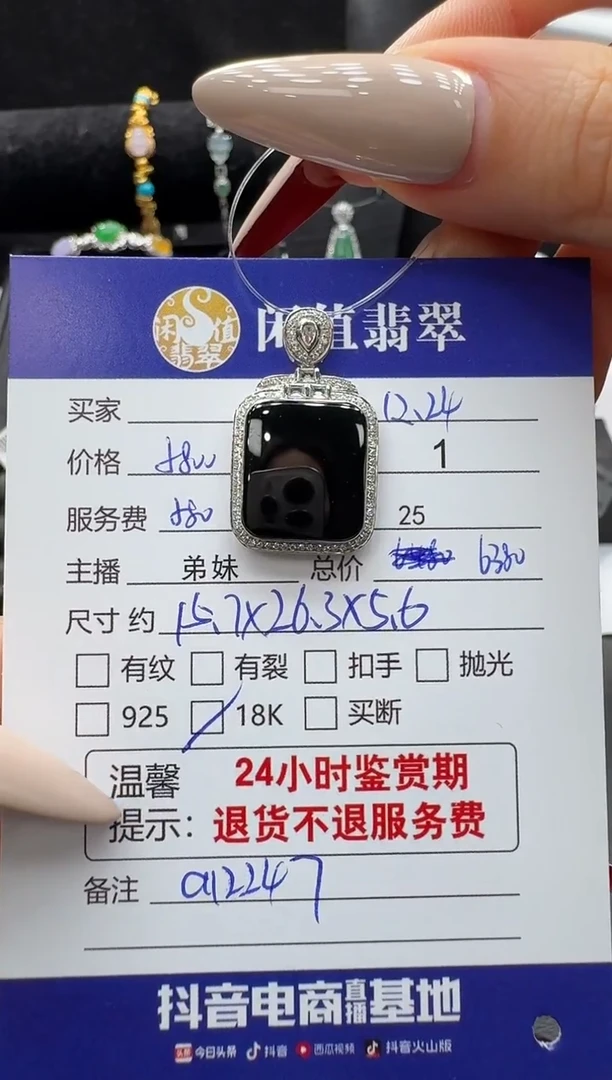 闲值翡翠
闲值翡翠
买家 12.24
价格 5800 1
服务费 580 25
主播 弟妹 总价 6380
尺寸 约 15.7X26.3X5.6
有纹 有裂 扣手 抛光
925 18K 买断
温馨提示: 24小时鉴赏期
退货不退服务费
备注 a12247
抖音电商直播基地
头条 今日头条 抖音 西瓜视频 抖音火山版